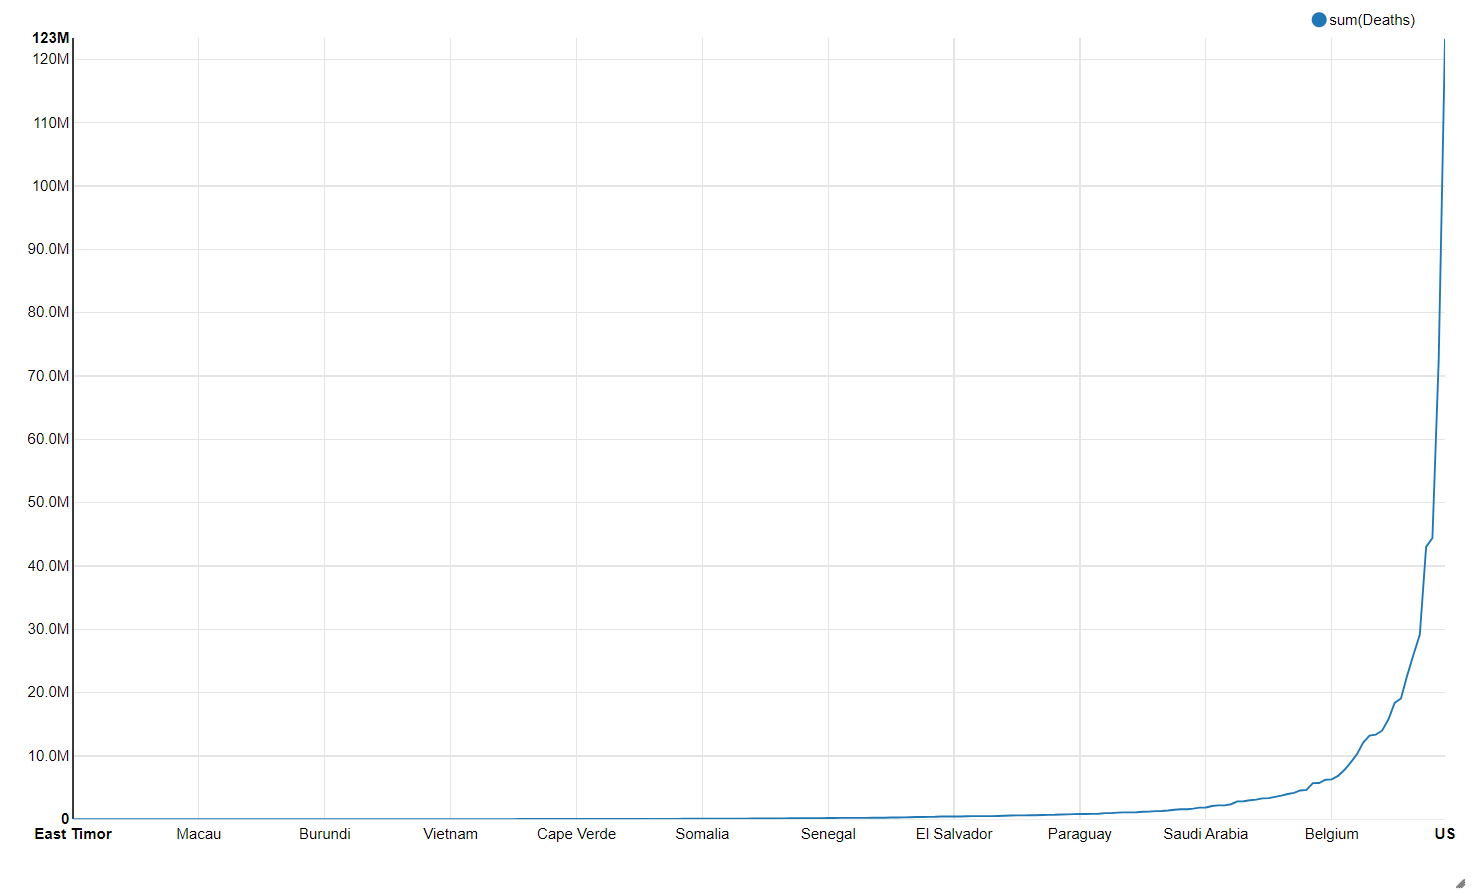 sum(Deaths)
123M
120M
110M
100M
90.0M
80.0M
70.0M
60.0M
50.0M
40.0M
30.0M
20.0M
10.0M
0
East Timor Macau Burundi Vietnam Cape Verde Somalia Senegal El Salvador Paraguay Saudi Arabia Belgium US